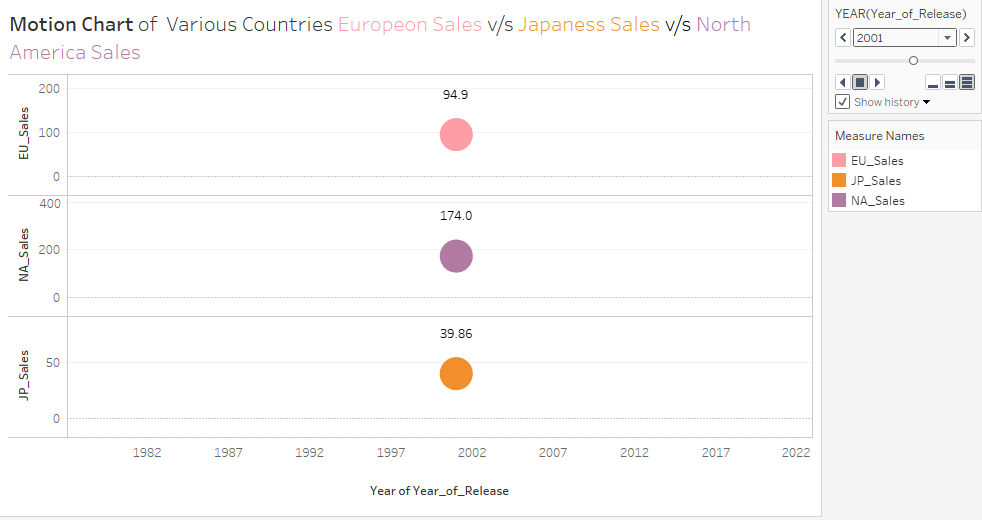 Motion Chart of Various Countries Europeon Sales v/s Japaness Sales v/s North
America Sales
200
94.9
100
0
EU_Sales
400
174.0
200
0
NA_Sales
39.86
50
0
JP_Sales
1982 1987 1992 1997 2002 2007 2012 2017 2022
Year of Year_of_Release
YEAR(Year_of_Release)
2001
Show history
Measure Names
EU_Sales
JP_Sales
NA_Sales